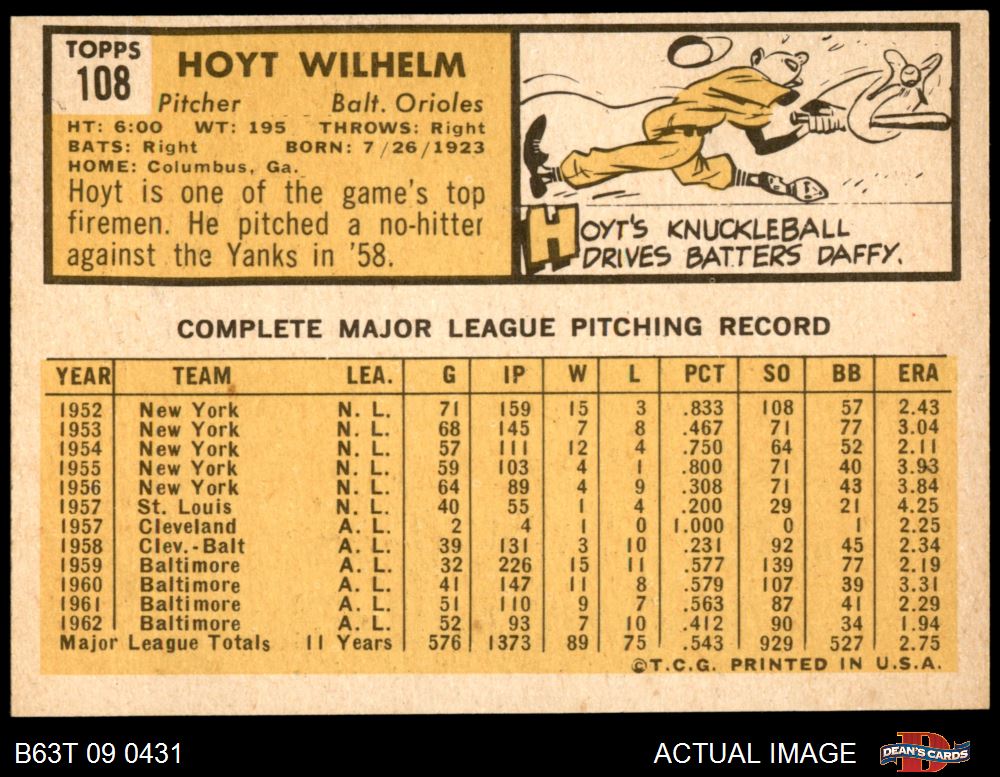 TOPPS
108
HOYT WILHELM
Pitcher Balt. Orioles
HT: 6:00 WT: 195 THROWS: Right
BATS: Right BORN: 7/26/1923
HOME: Columbus, Ga.
Hoyt is one of the game's top
firemen. He pitched a no-hitter
against the Yanks in '58.
HOYT'S KNUCKLEBALL
DRIVES BATTERS DAFFY.
COMPLETE MAJOR LEAGUE PITCHING RECORD
YEAR TEAM LEA. G IP W L PCT SO BB ERA
1952 New York N. L. 71 159 15 3 .833 108 57 2.43
1953 New York N. L. 68 145 7 8 .467 71 77 3.04
1954 New York N. L. 57 111 12 4 .750 64 52 2.11
1955 New York N. L. 59 103 4 1 .800 71 40 3.93
1956 New York N. L. 64 89 4 9 .308 71 43 3.84
1957 St. Louis N. L. 40 55 1 4 .200 29 21 4.25
1957 Cleveland A. L. 2 4 1 0 1.000 0 1 2.25
1958 Clev.-Balt A. L. 39 131 3 10 .231 92 45 2.34
1959 Baltimore A. L. 32 226 15 11 .577 139 77 2.19
1960 Baltimore A. L. 41 147 11 8 .579 107 39 3.31
1961 Baltimore A. L. 51 110 9 7 .563 87 41 2.29
1962 Baltimore A. L. 52 93 7 10 .412 90 34 1.94
Major League Totals 11 Years 576 1373 89 75 .543 929 527 2.75
©T.C.G. PRINTED IN U.S.A.
B63T 09 0431 ACTUAL IMAGE DEAN'S CARDS